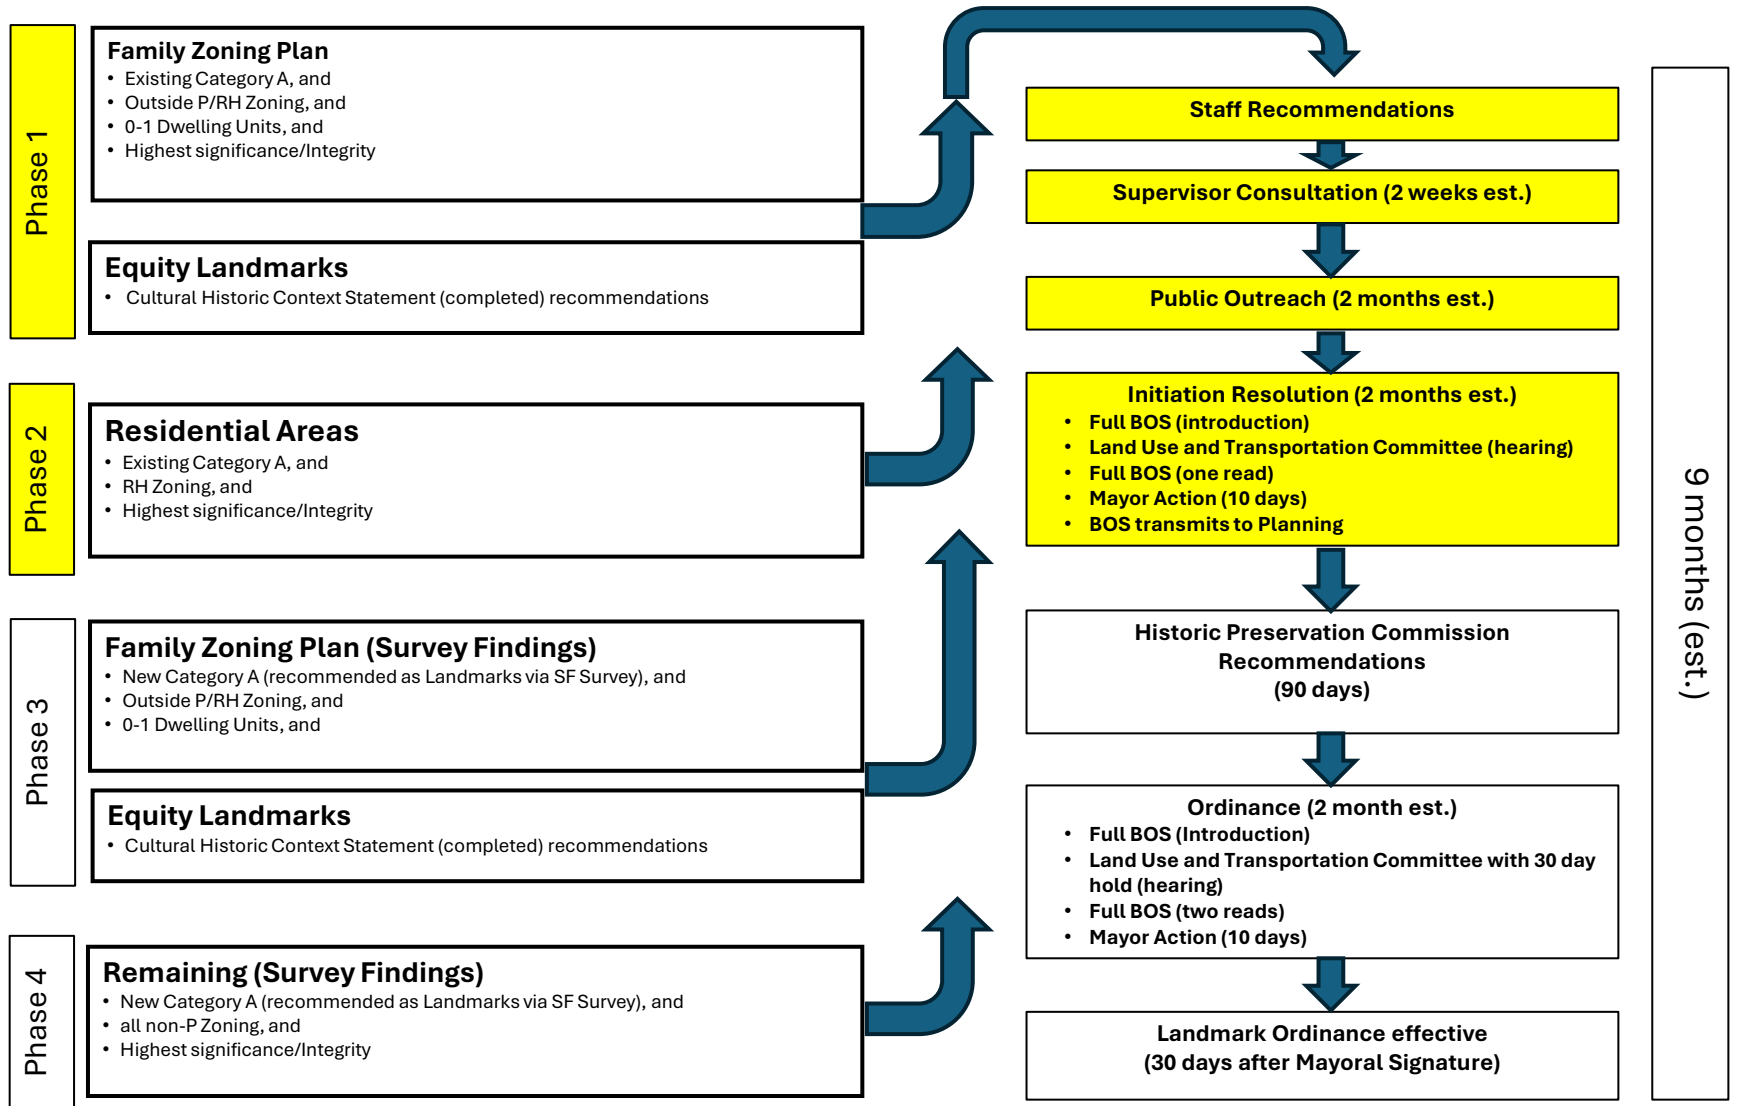 Phase 1
Family Zoning Plan
• Existing Category A, and
• Outside P/RH Zoning, and
• 0-1 Dwelling Units, and
• Highest significance/Integrity
Equity Landmarks
• Cultural Historic Context Statement (completed) recommendations
Phase 2
Residential Areas
• Existing Category A, and
• RH Zoning, and
• Highest significance/Integrity
Phase 3
Family Zoning Plan (Survey Findings)
• New Category A (recommended as Landmarks via SF Survey), and
• Outside P/RH Zoning, and
• 0-1 Dwelling Units, and
Equity Landmarks
• Cultural Historic Context Statement (completed) recommendations
Phase 4
Remaining (Survey Findings)
• New Category A (recommended as Landmarks via SF Survey), and
• all non-P Zoning, and
• Highest significance/Integrity
Staff Recommendations
Supervisor Consultation (2 weeks est.)
Public Outreach (2 months est.)
Initiation Resolution (2 months est.)
• Full BOS (introduction)
• Land Use and Transportation Committee (hearing)
• Full BOS (one read)
• Mayor Action (10 days)
• BOS transmits to Planning
Historic Preservation Commission
Recommendations
(90 days)
Ordinance (2 month est.)
• Full BOS (Introduction)
• Land Use and Transportation Committee with 30 day
hold (hearing)
• Full BOS (two reads)
• Mayor Action (10 days)
Landmark Ordinance effective
(30 days after Mayoral Signature)
9 months (est.)